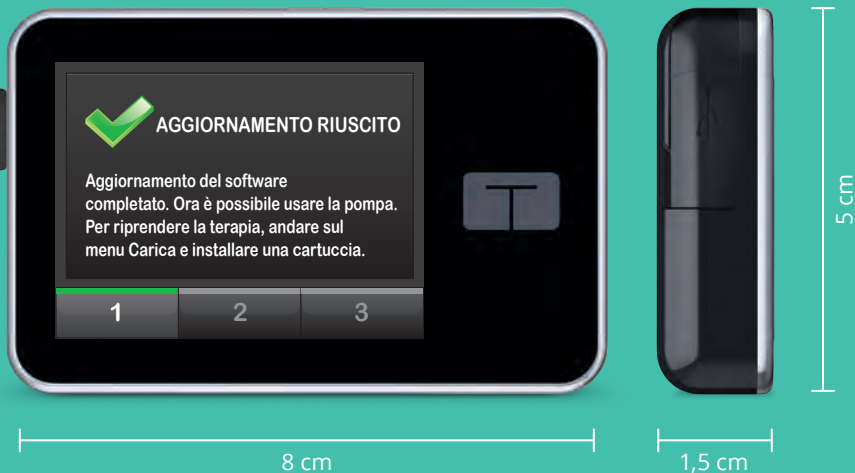 AGGIORNAMENTO RIUSCITO
Aggiornamento del software
completato. Ora è possibile usare la pompa.
Per riprendere la terapia, andare sul
menu Carica e installare una cartuccia.
1 2 3
5 cm
8 cm
1,5 cm